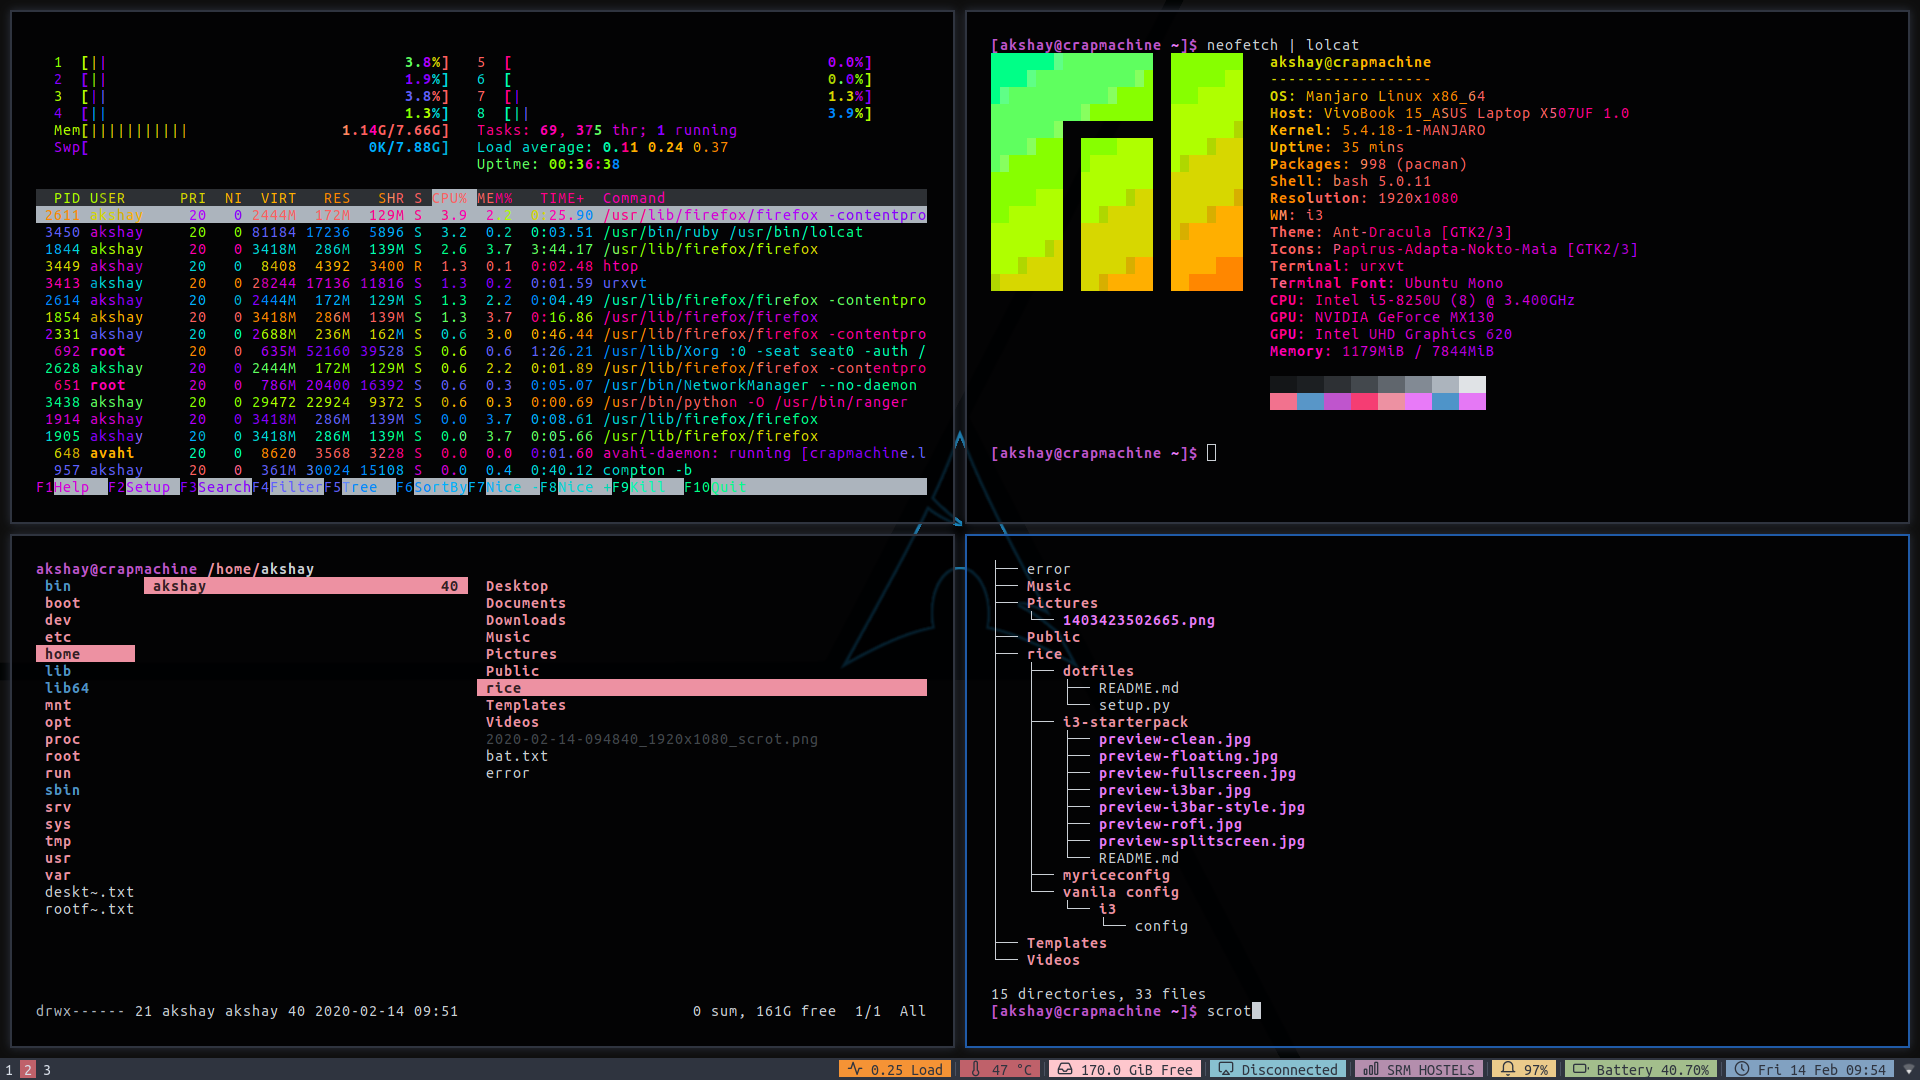 1 [|| 3.8%] 5 [ 0.0%]
2 [|| 1.9%] 6 [ 0.0%]
3 [|| 3.8%] 7 [| 1.3%]
4 [|| 1.3%] 8 [|| 3.9%]
Mem[||||||||||| 1.14G/7.66G] Tasks: 69, 375 thr; 1 running
Swp[ 0K/7.88G] Load average: 0.11 0.24 0.37
Uptime: 00:36:38
PID USER PRI NI VIRT RES SHR S CPU% MEM% TIME+ Command
2611 akshay 20 0 2444M 172M 129M S 3.9 2.2 0:25.90 /usr/lib/firefox/firefox -contentpro
3450 akshay 20 0 81184 17236 5896 S 3.2 0.2 0:03.51 /usr/bin/ruby /usr/bin/lolcat
1844 akshay 20 0 3418M 286M 139M S 2.6 3.7 3:44.17 /usr/lib/firefox/firefox
3449 akshay 20 0 8408 4392 3400 R 1.3 0.1 0:02.48 htop
3413 akshay 20 0 28244 17136 11816 S 1.3 0.2 0:01.59 urxvt
2614 akshay 20 0 2444M 172M 129M S 1.3 2.2 0:04.49 /usr/lib/firefox/firefox -contentpro
1854 akshay 20 0 3418M 286M 139M S 1.3 3.7 0:16.86 /usr/lib/firefox/firefox
2331 akshay 20 0 2688M 236M 162M S 0.6 3.0 0:46.44 /usr/lib/firefox/firefox -contentpro
692 root 20 0 635M 52160 39528 S 0.6 0.6 1:26.21 /usr/lib/Xorg :0 -seat seat0 -auth /
2628 akshay 20 0 2444M 172M 129M S 0.6 2.2 0:01.89 /usr/lib/firefox/firefox -contentpro
651 root 20 0 786M 20400 16392 S 0.6 0.3 0:05.07 /usr/bin/NetworkManager --no-daemon
3438 akshay 20 0 29472 22924 9372 S 0.6 0.3 0:00.69 /usr/bin/python -O /usr/bin/ranger
1914 akshay 20 0 3418M 286M 139M S 0.0 3.7 0:08.61 /usr/lib/firefox/firefox
1905 akshay 20 0 3418M 286M 139M S 0.0 3.7 0:05.66 /usr/lib/firefox/firefox
648 avahi 20 0 8620 3568 3228 S 0.0 0.0 0:01.60 avahi-daemon: running [crapmachine.l
957 akshay 20 0 361M 30024 15108 S 0.0 0.4 0:40.12 compton -b
F1Help F2Setup F3SearchF4FilterF5Tree F6SortByF7Nice -F8Nice +F9Kill F10Quit
[akshay@crapmachine ~]$ neofetch | lolcat
akshay@crapmachine
------------------
OS: Manjaro Linux x86_64
Host: VivoBook 15_ASUS Laptop X507UF 1.0
Kernel: 5.4.18-1-MANJARO
Uptime: 35 mins
Packages: 998 (pacman)
Shell: bash 5.0.11
Resolution: 1920x1080
WM: i3
Theme: Ant-Dracula [GTK2/3]
Icons: Papirus-Adapta-Nokto-Maia [GTK2/3]
Terminal: urxvt
Terminal Font: Ubuntu Mono
CPU: Intel i5-8250U (8) @ 3.400GHz
GPU: NVIDIA GeForce MX130
GPU: Intel UHD Graphics 620
Memory: 1179MiB / 7844MiB
[akshay@crapmachine ~]$
akshay@crapmachine /home/akshay
bin akshay 40 Desktop
boot Documents
dev Downloads
etc Music
home Pictures
lib Public
lib64 rice
mnt Templates
opt Videos
proc 2020-02-14-094840_1920x1080_scrot.png
root bat.txt
run error
sbin
srv
sys
tmp
usr
var
deskt~.txt
rootf~.txt
drwx------ 21 akshay akshay 40 2020-02-14 09:51 0 sum, 161G free 1/1 All
├── error
├── Music
├── Pictures
│   └── 1403423502665.png
├── Public
├── rice
│   ├── dotfiles
│   │   ├── README.md
│   │   └── setup.py
│   ├── i3-starterpack
│   │   ├── preview-clean.jpg
│   │   ├── preview-floating.jpg
│   │   ├── preview-fullscreen.jpg
│   │   ├── preview-i3bar.jpg
│   │   ├── preview-i3bar-style.jpg
│   │   ├── preview-rofi.jpg
│   │   ├── preview-splitscreen.jpg
│   │   └── README.md
│   ├── myriceconfig
│   └── vanila config
│       └── i3
│           └── config
├── Templates
└── Videos
15 directories, 33 files
[akshay@crapmachine ~]$ scrot
1 2 3 0.25 Load 47 °C 170.0 GiB Free Disconnected SRM HOSTELS 97% Battery 40.70% Fri 14 Feb 09:54